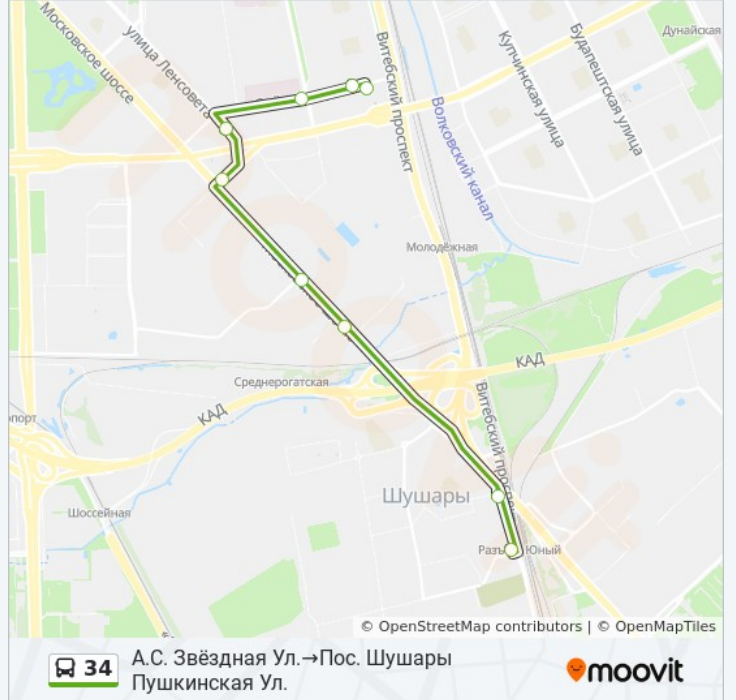 Московское шоссе
улица Ленсовета
Витебский проспект
Купчинская улица
Будапештская улица
Дунайская
Волковский канал
Молодёжная
КАД
Среднерогатская
КАД
Витебский
Шушары
Шоссейная
Юный
© OpenStreetMap contributors | © OpenMapTiles
34
А.С. Звёздная Ул.→Пос. Шушары
Пушкинская Ул.
moovit